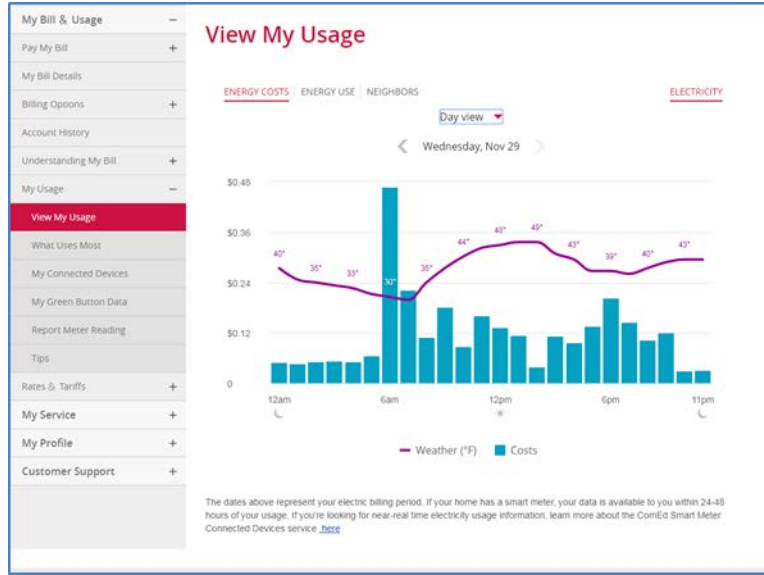 My Bill & Usage −
Pay My Bill +
My Bill Details
Billing Options +
Account History
Understanding My Bill +
My Usage −
View My Usage
What Uses Most
My Connected Devices
My Green Button Data
Report Meter Reading
Tips
Rates & Tariffs +
My Service +
My Profile +
Customer Support +
View My Usage
ENERGY COSTS | ENERGY USE | NEIGHBORS
ELECTRICITY
Day view
Wednesday, Nov 29
$0.48
$0.36
$0.24
$0.12
0
40° 35° 33° 30° 35° 44° 48° 49° 43° 39° 40° 43°
12am 6am 12pm 6pm 11pm
Weather (°F) Costs
The dates above represent your electric billing period. If your home has a smart meter, your data is available to you within 24-48
hours of your usage. If you're looking for near-real time electricity usage information, learn more about the ComEd Smart Meter
Connected Devices service here